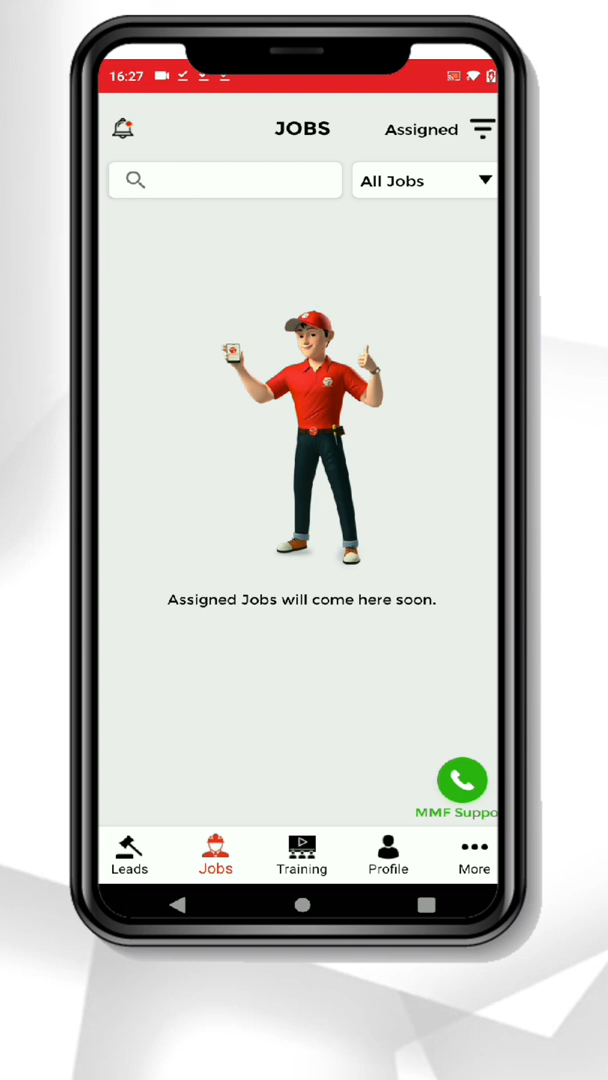 16:27
JOBS
Assigned
All Jobs
Assigned Jobs will come here soon.
MMF Suppo
Leads
Jobs
Training
Profile
More